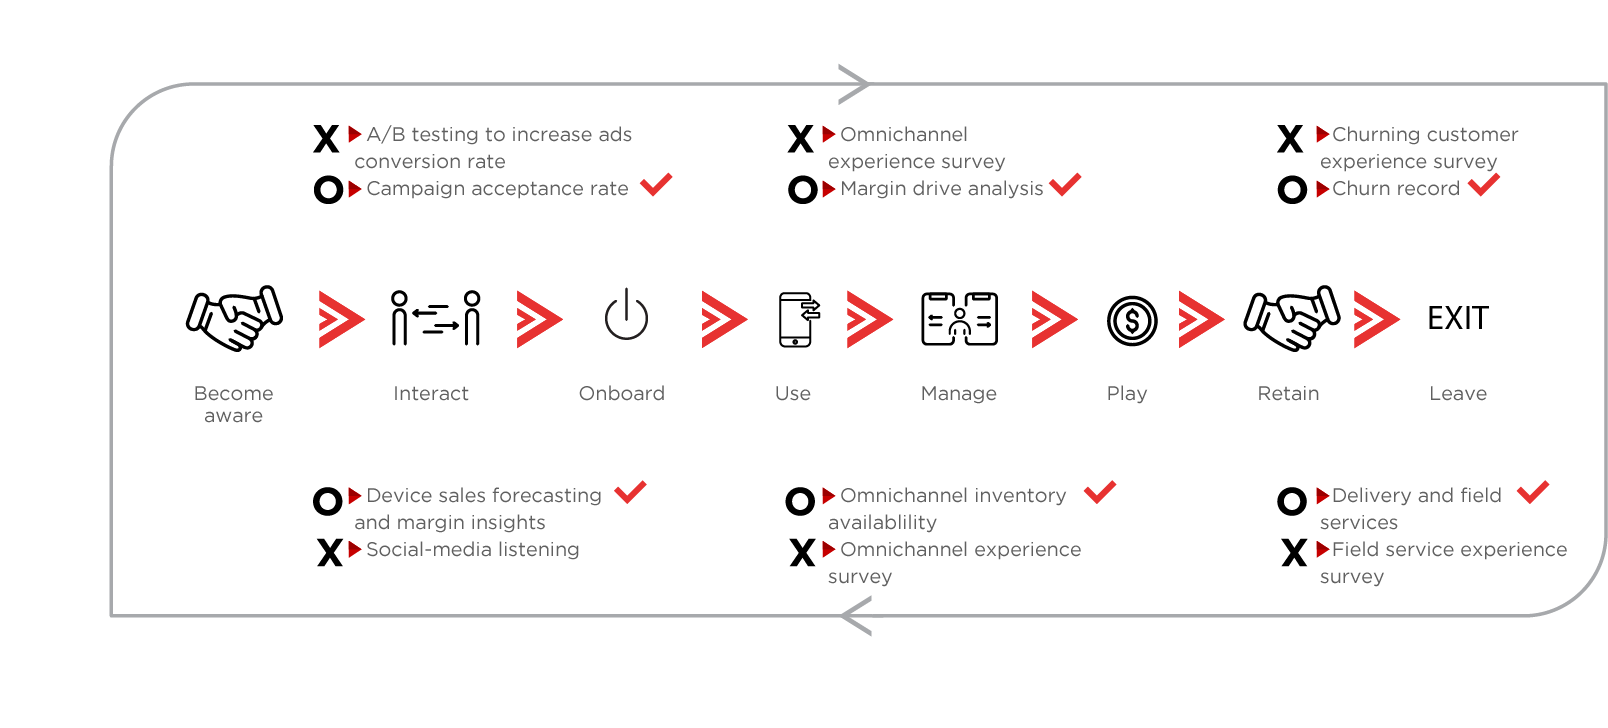 X A/B testing to increase ads
conversion rate
O Campaign acceptance rate
X Omnichannel
experience survey
O Margin drive analysis
X Churning customer
experience survey
O Churn record
EXIT
Become
aware
Interact
Onboard
Use
Manage
Play
Retain
Leave
O Device sales forecasting
and margin insights
X Social-media listening
O Omnichannel inventory
availablility
X Omnichannel experience
survey
O Delivery and field
services
X Field service experience
survey